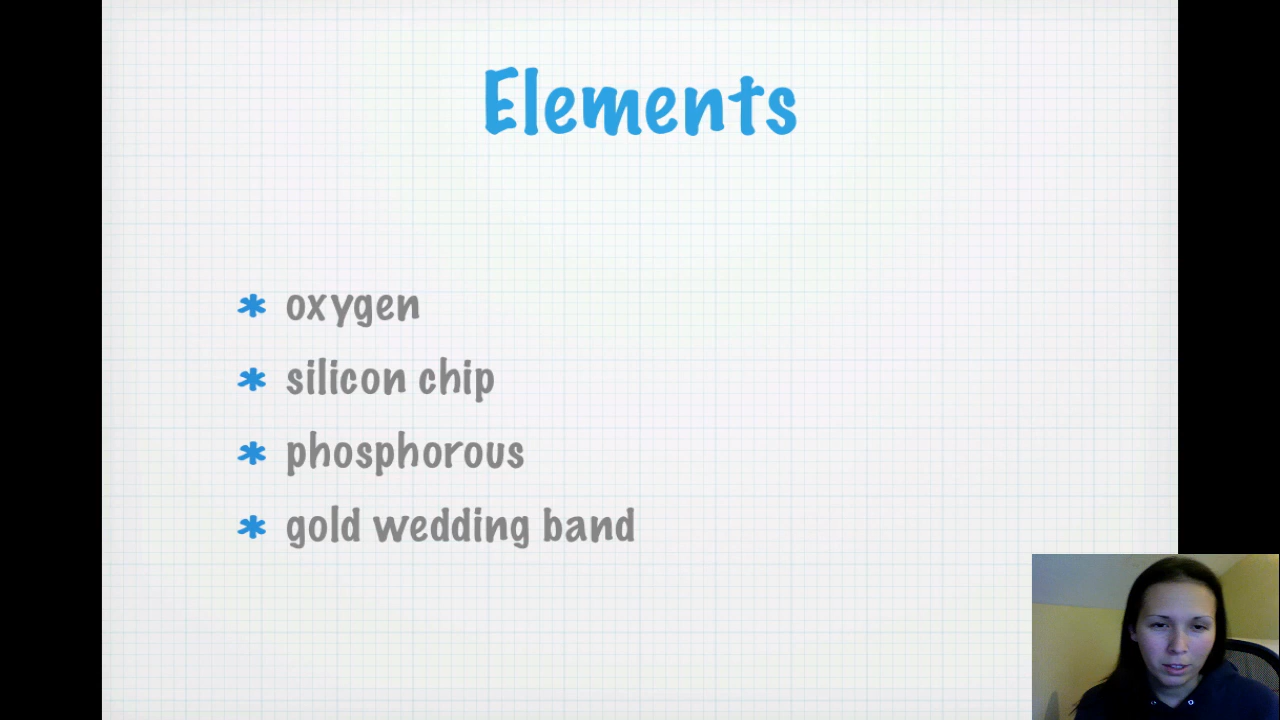 Elements
* oxygen
* silicon chip
* phosphorous
* gold wedding band